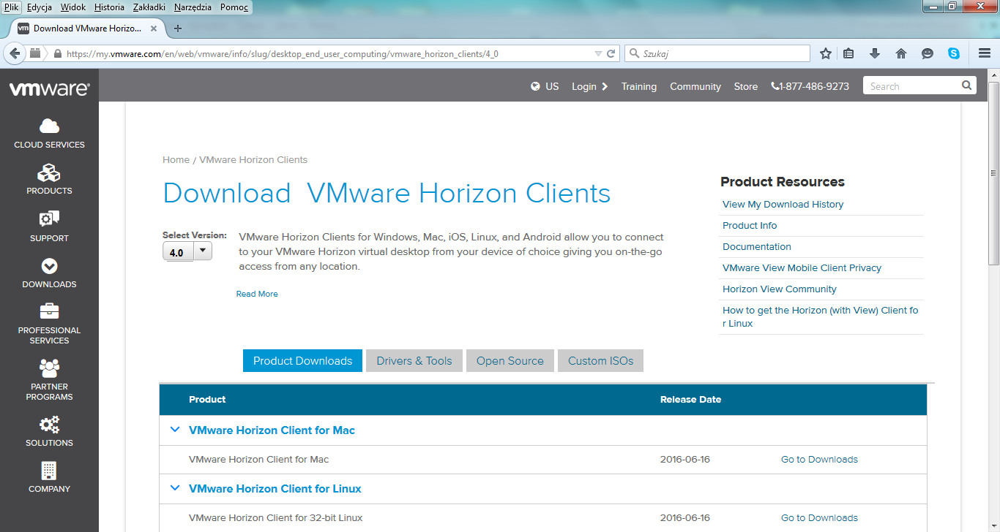 Plik Edycja Widok Historia Zakładki Narzędzia Pomoc
vm Download VMware Horizo...
https://my.vmware.com/en/web/vmware/info/slug/desktop_end_user_computing/vmware_horizon_clients/4_0
Szukaj
vmware®
US Login Training Community Store 1-877-486-9273 Search
CLOUD SERVICES
PRODUCTS
SUPPORT
DOWNLOADS
PROFESSIONAL
SERVICES
PARTNER
PROGRAMS
SOLUTIONS
COMPANY
Home / VMware Horizon Clients
Download VMware Horizon Clients
Select Version:
4.0
VMware Horizon Clients for Windows, Mac, iOS, Linux, and Android allow you to connect
to your VMware Horizon virtual desktop from your device of choice giving you on-the-go
access from any location.
Read More
Product Resources
View My Download History
Product Info
Documentation
VMware View Mobile Client Privacy
Horizon View Community
How to get the Horizon (with View) Client fo
r Linux
Product Downloads Drivers & Tools Open Source Custom ISOs
Product Release Date
VMware Horizon Client for Mac
VMware Horizon Client for Mac 2016-06-16 Go to Downloads
VMware Horizon Client for Linux
VMware Horizon Client for 32-bit Linux 2016-06-16 Go to Downloads